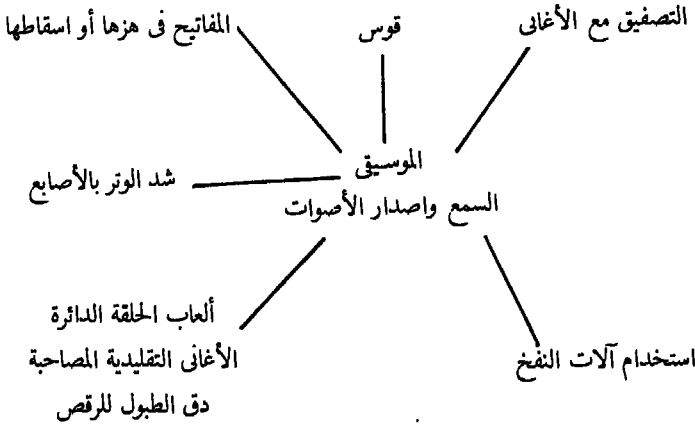 التصفيق مع الأغانى
قوس
المفاتيح فى هزها أو اسقاطها
الموسيقى
السمع واصدار الأصوات
شد الوتر بالأصابع
ألعاب الحلقة الدائرة
الأغانى التقليدية المصاحبة
دق الطبول للرقص
استخدام آلات النفخ